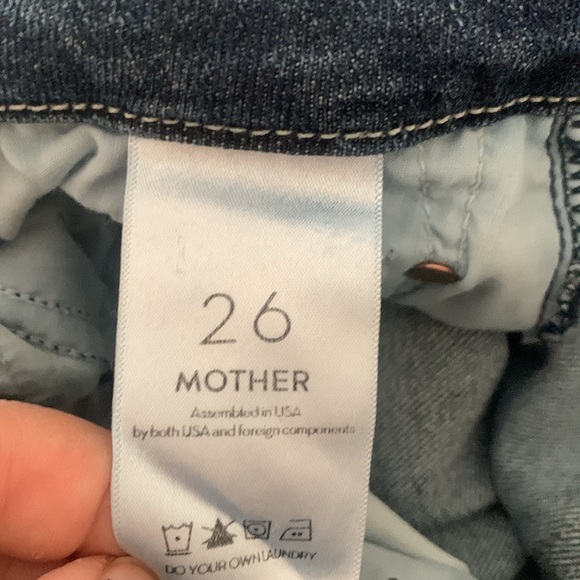 26
MOTHER
Assembled in USA
by both USA and foreign components
DO YOUR OWN LAUNDRY